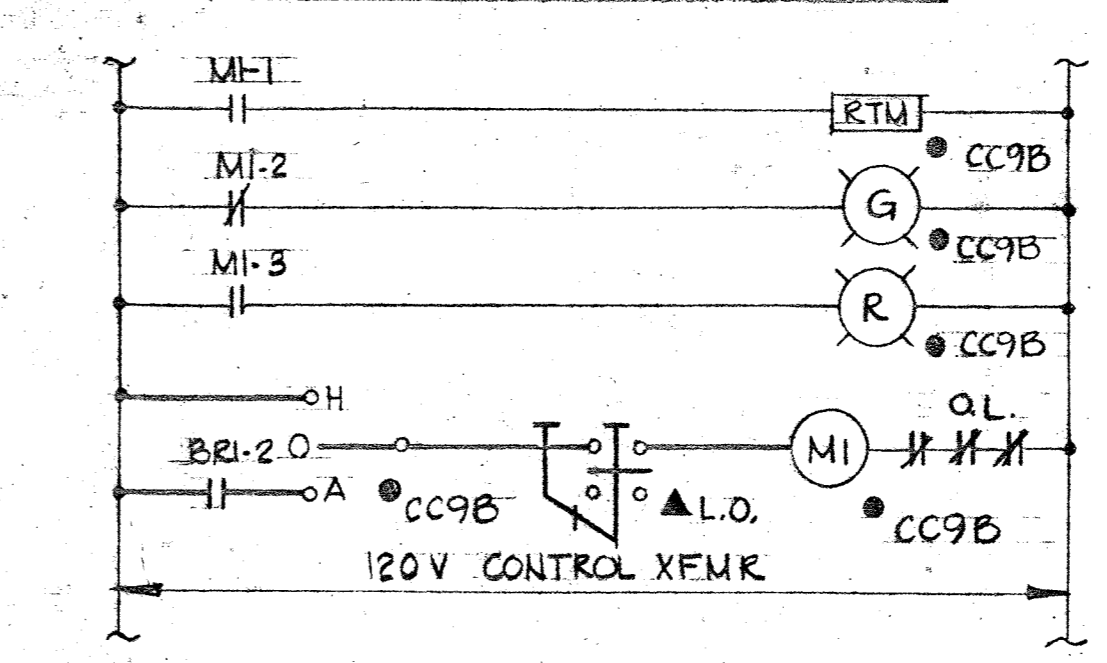 M1-1
RTM
CC9B
M1-2
G
CC9B
M1-3
R
CC9B
H
O.L.
BR1-2 O
M1
A
CC9B
L.O.
CC9B
120V CONTROL XFMR